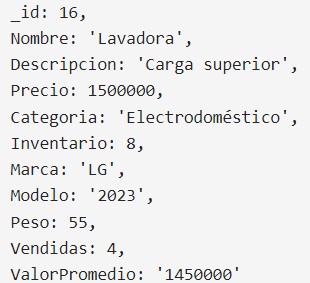 _id: 16,
Nombre: 'Lavadora',
Descripcion: 'Carga superior',
Precio: 1500000,
Categoria: 'Electrodoméstico',
Inventario: 8,
Marca: 'LG',
Modelo: '2023',
Peso: 55,
Vendidas: 4,
ValorPromedio: '1450000'